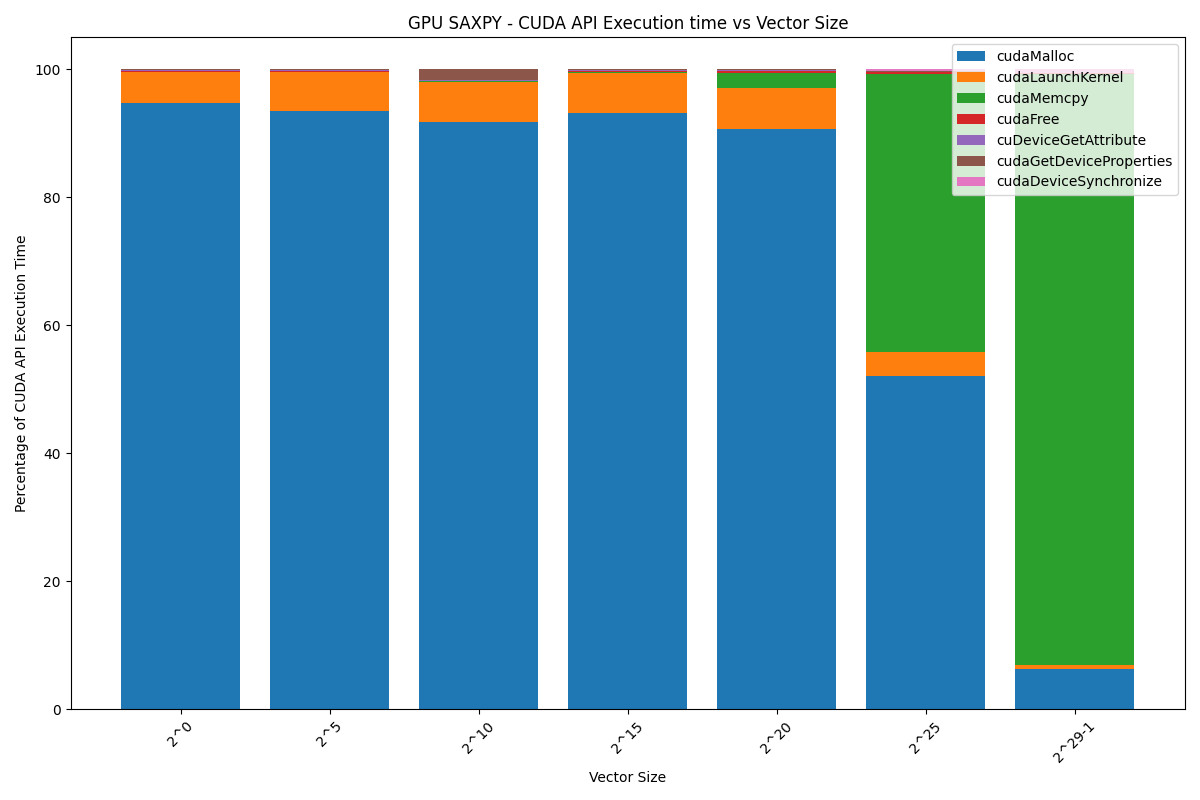 GPU SAXPY - CUDA API Execution time vs Vector Size
cudaMalloc
cudaLaunchKernel
cudaMemcpy
cudaFree
cuDeviceGetAttribute
cudaGetDeviceProperties
cudaDeviceSynchronize
Percentage of CUDA API Execution Time
100
80
60
40
20
0
2^0
2^5
2^10
2^15
2^20
2^25
2^29-1
Vector Size